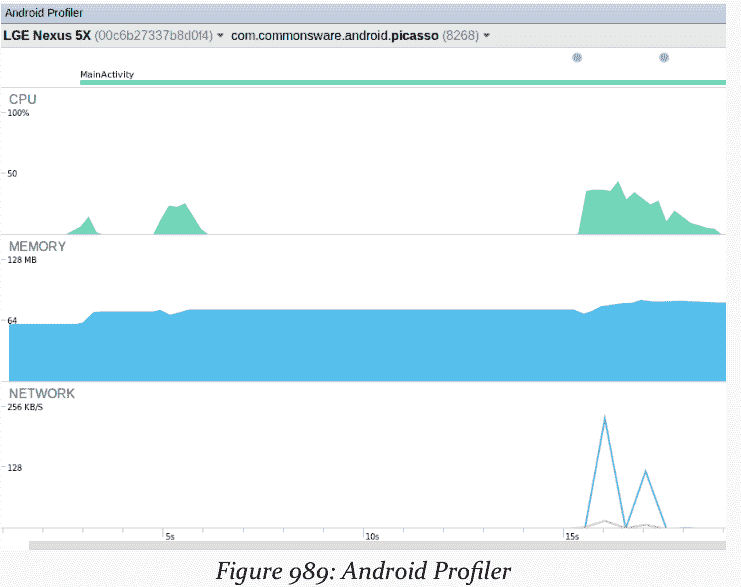 Android Profiler
LGE Nexus 5X (00c6b27337b8d0f4) com.commonsware.android.picasso (8268)
MainActivity
CPU
100%
50
MEMORY
128 MB
64
NETWORK
256 KB/S
128
5s 10s 15s
Figure 989: Android Profiler